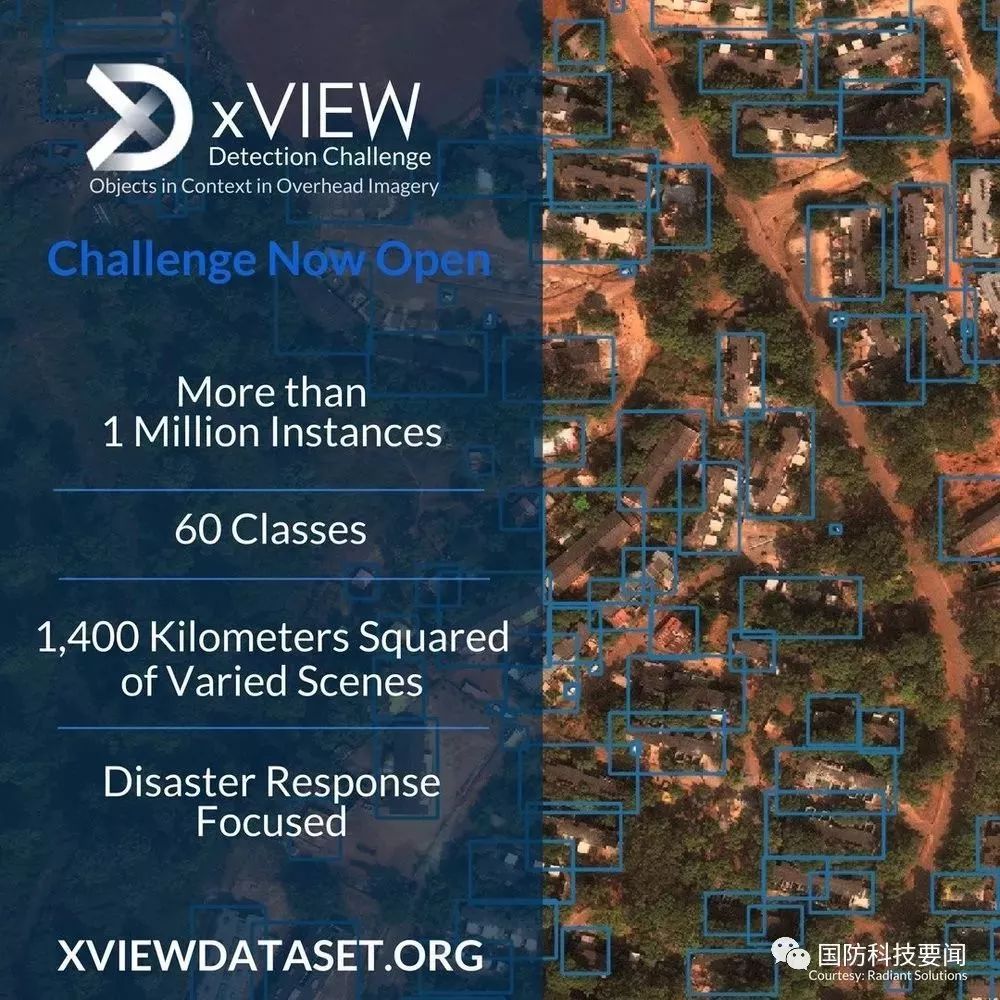 xVIEW
Detection Challenge
Objects in Context in Overhead Imagery
Challenge Now Open
More than
1 Million Instances
60 Classes
1,400 Kilometers Squared
of Varied Scenes
Disaster Response
Focused
XVIEWDATASET.ORG
国防科技要闻
Courtesy: Radiant Solutions